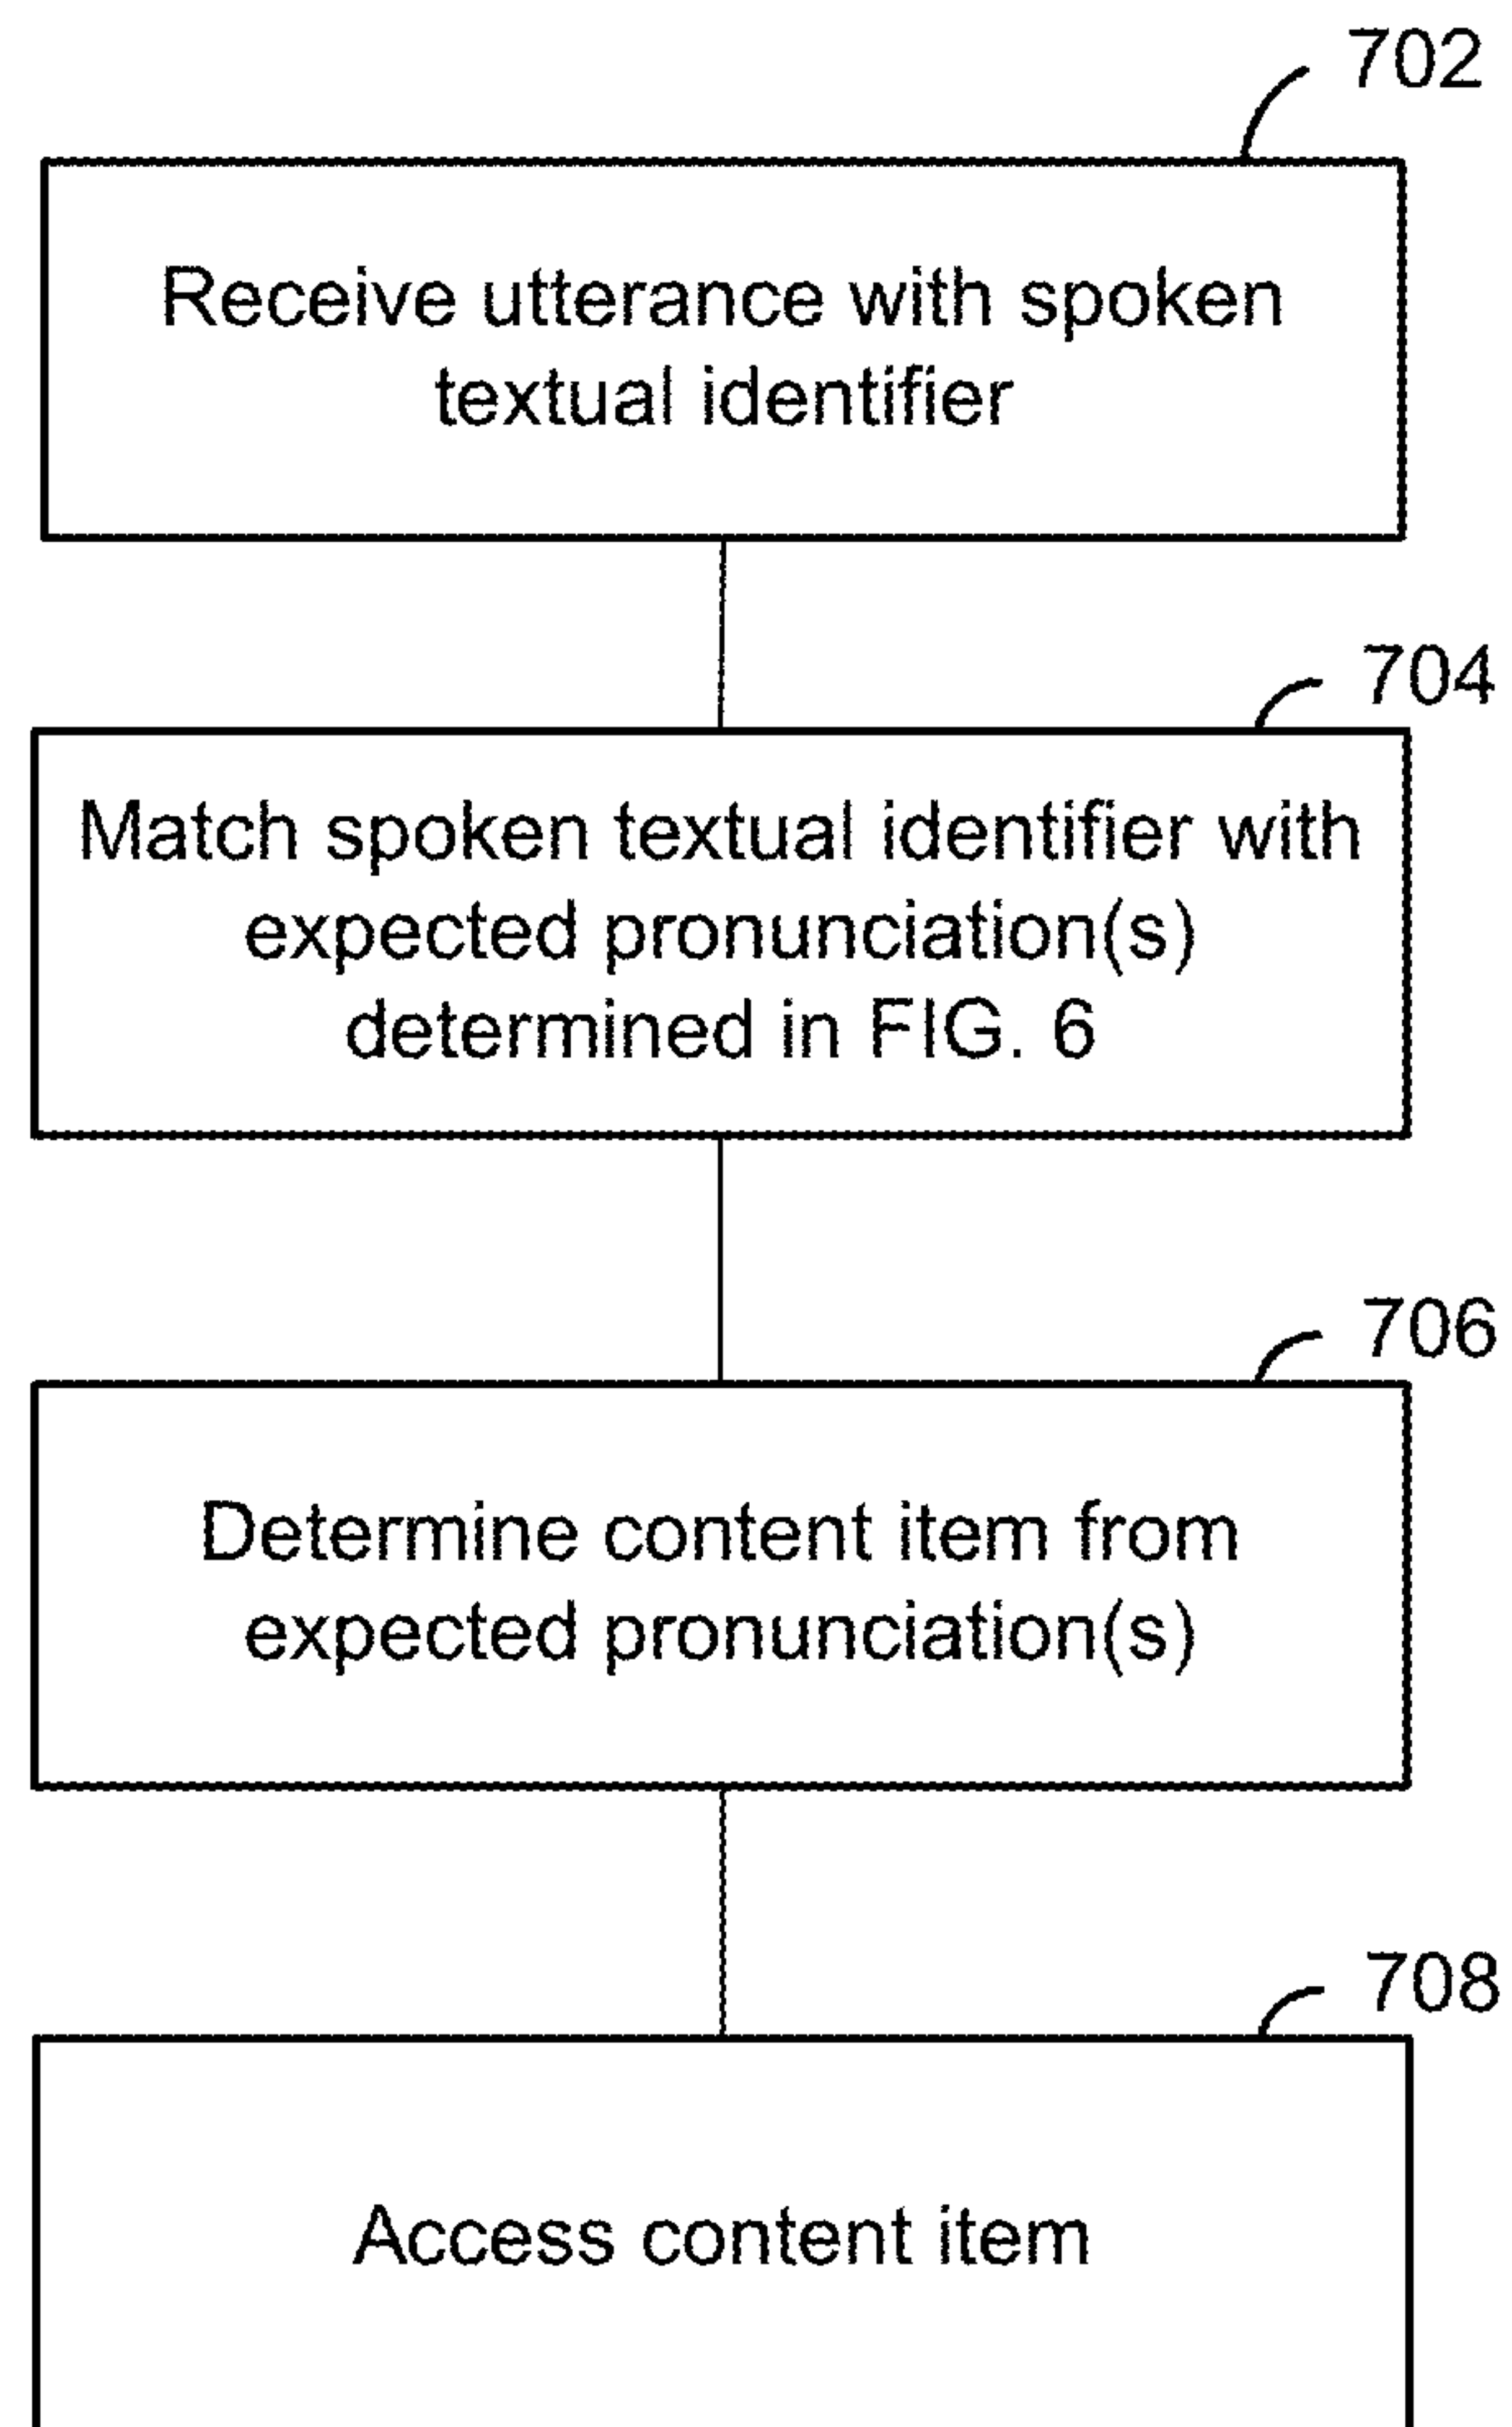 702
Receive utterance with spoken
textual identifier
704
Match spoken textual identifier with
expected pronunciation(s)
determined in FIG. 6
706
Determine content item from
expected pronunciation(s)
708
Access content item